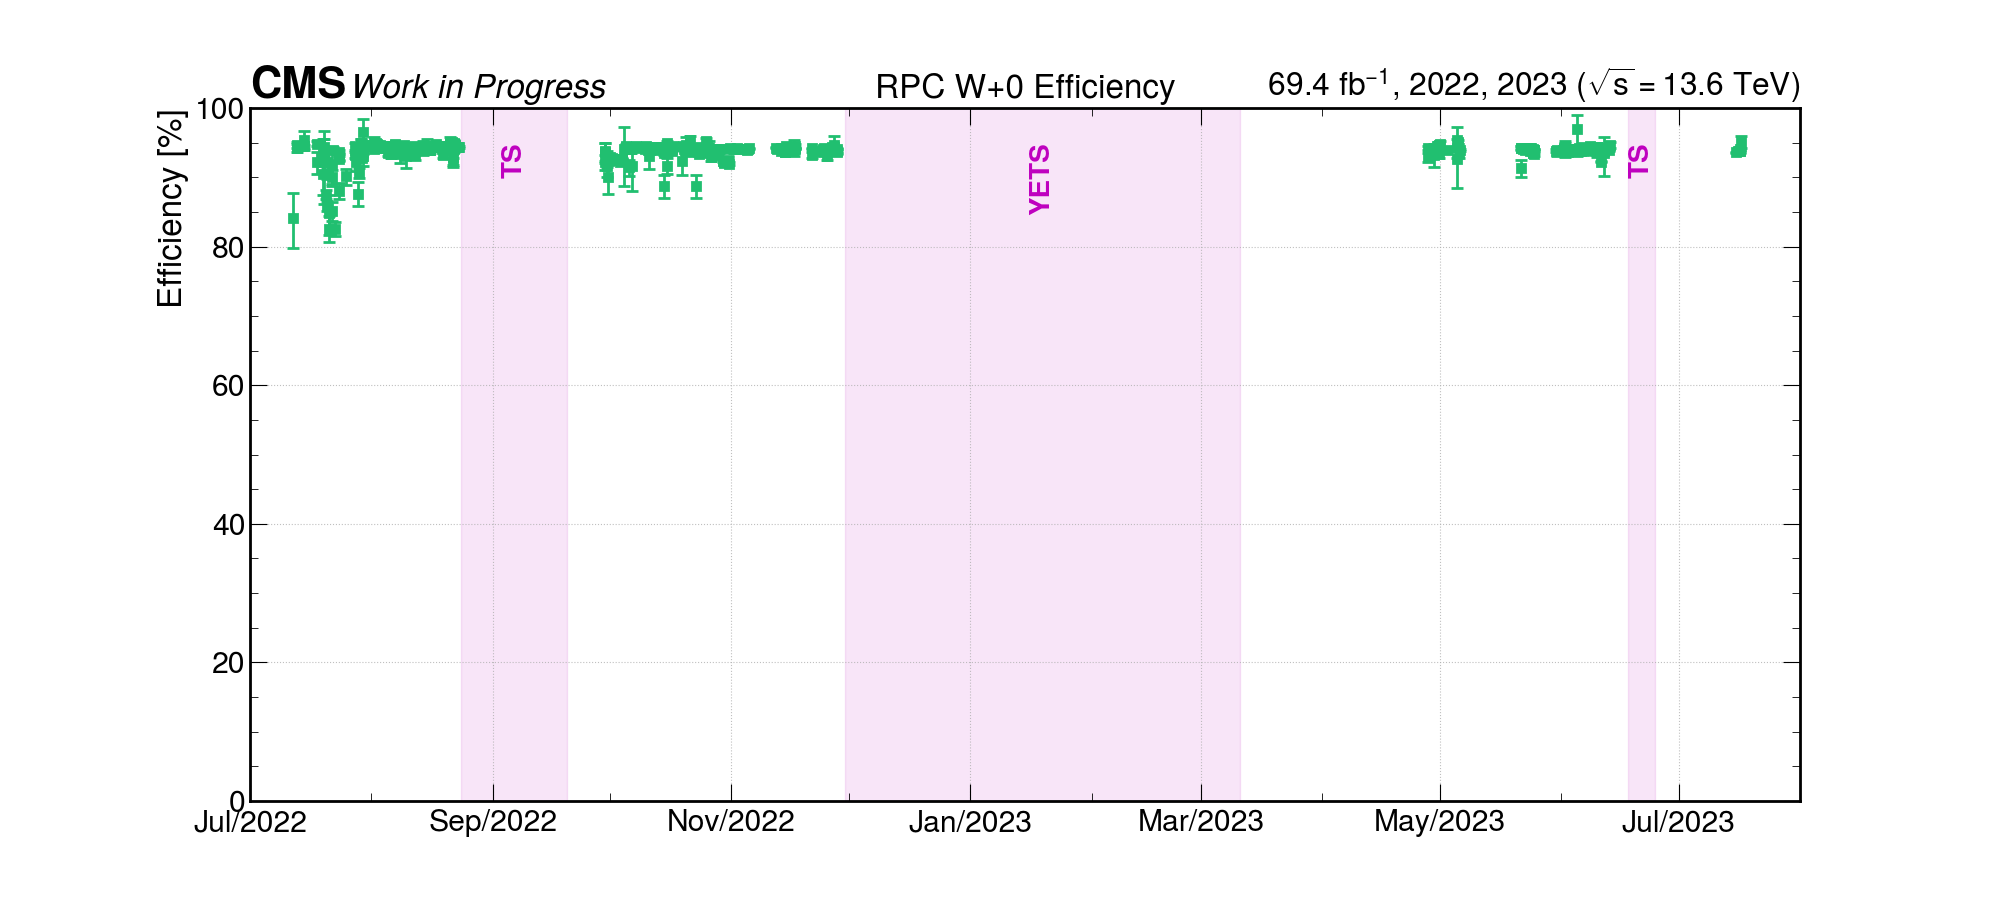 CMS Work in Progress RPC W+0 Efficiency 69.4 fb⁻¹, 2022, 2023 (√s = 13.6 TeV)
Efficiency [%]
100
80
60
40
20
0
TS
YETS
TS
Jul/2022 Sep/2022 Nov/2022 Jan/2023 Mar/2023 May/2023 Jul/2023